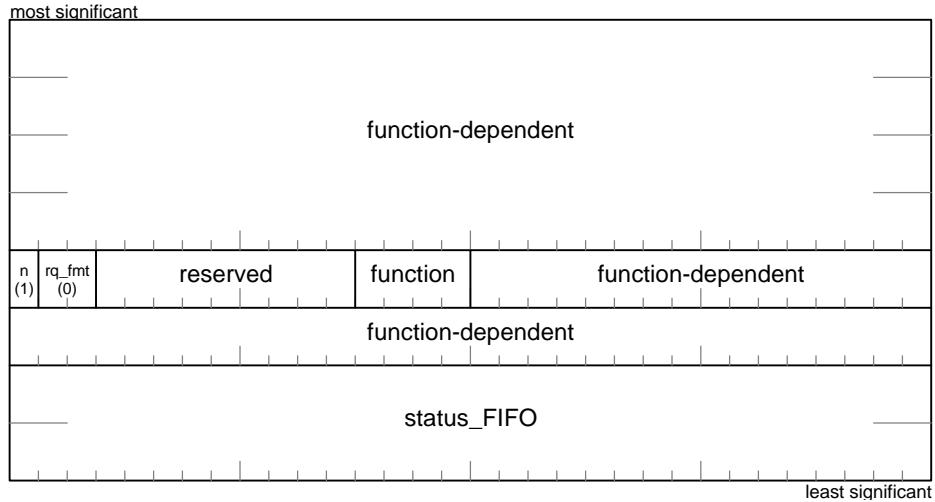 most significant
function-dependent
n
(1)
rq_fmt
(0)
reserved
function
function-dependent
function-dependent
status_FIFO
least significant